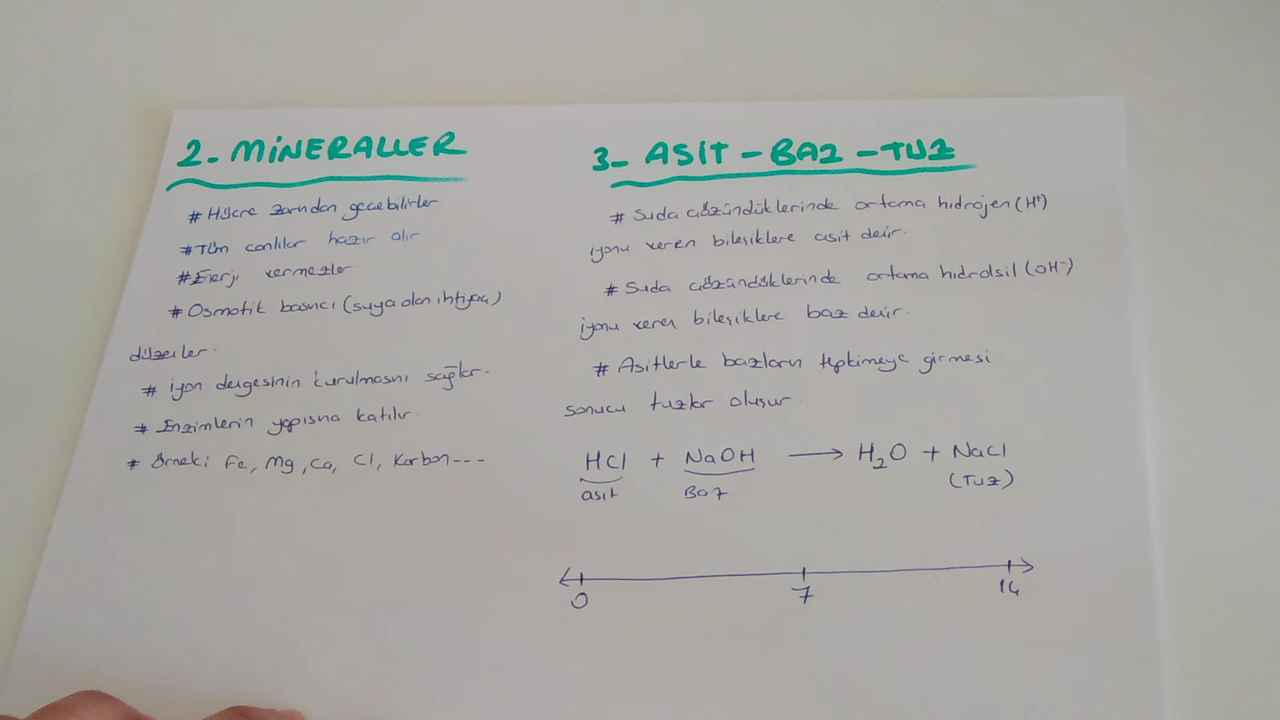 2- MİNERALLER
# Hücre zarından geçebilirler
# Tüm canlılar hazır alır
# Enerji vermezler
# Osmotik basıncı (suya olan ihtiyacı)
düzenler.
# İyon dengesinin kurulmasını sağlar.
# Enzimlerin yapısına katılır
# Örnek: Fe, Mg, Ca, Cl, Karbon---
3- ASİT-BAZ-TUZ
# Suda çözündüklerinde ortama hidrojen (H⁺)
iyonu veren bileşiklere asit denir.
# Suda çözündüklerinde ortama hidroksil (OH⁻)
iyonu veren bileşiklere baz denir.
# Asitlerle bazların tepkimeye girmesi
sonucu tuzlar oluşur
HCl + NaOH → H₂O + NaCl
asit Baz (Tuz)
0 7 14